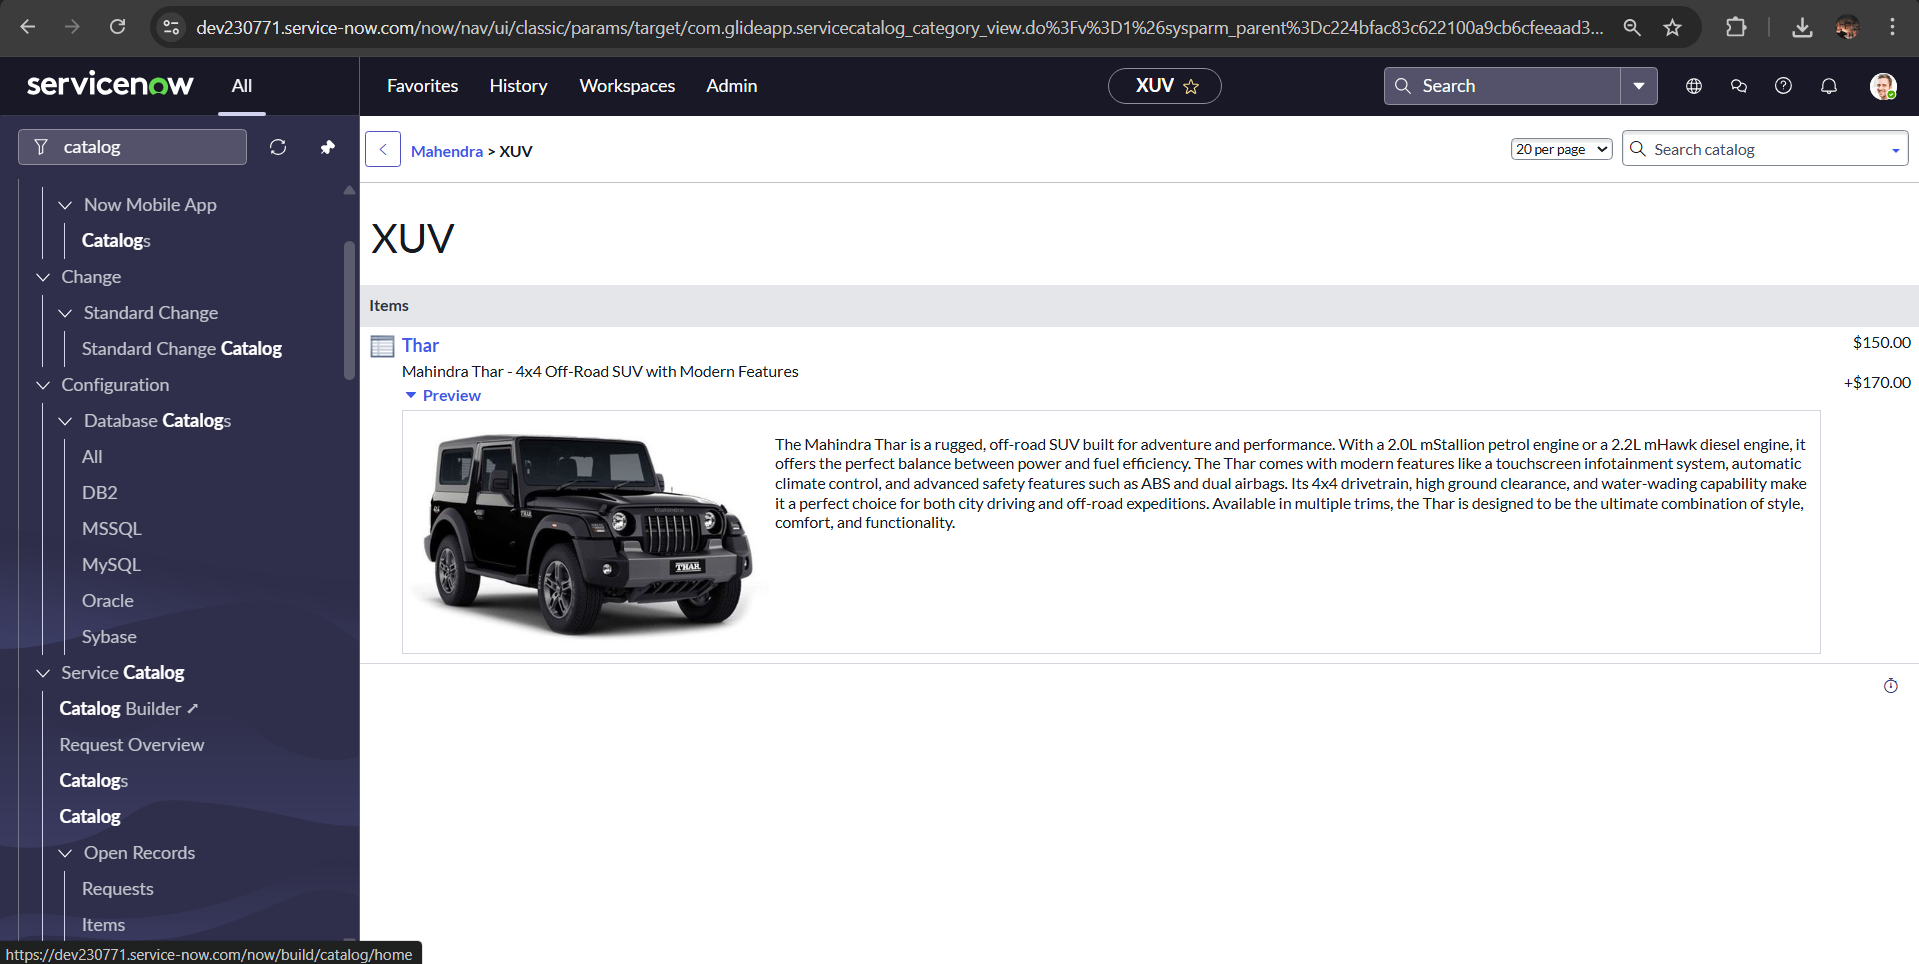 dev230771.service-now.com/now/nav/ui/classic/params/target/com.glideapp.servicecatalog_category_view.do%3Fv%3D1%26sysparm_parent%3Dc224bfac83c622100a9cb6cfeeaad3...
servicenow
All
Favorites
History
Workspaces
Admin
XUV
Search
catalog
Now Mobile App
Catalogs
Change
Standard Change
Standard Change Catalog
Configuration
Database Catalogs
All
DB2
MSSQL
MySQL
Oracle
Sybase
Service Catalog
Catalog Builder
Request Overview
Catalogs
Catalog
Open Records
Requests
Items
https://dev230771.service-now.com/now/build/catalog/home
Mahendra > XUV
20 per page
Search catalog
XUV
Items
Thar
$150.00
Mahindra Thar - 4x4 Off-Road SUV with Modern Features
+$170.00
Preview
THAR
The Mahindra Thar is a rugged, off-road SUV built for adventure and performance. With a 2.0L mStallion petrol engine or a 2.2L mHawk diesel engine, it
offers the perfect balance between power and fuel efficiency. The Thar comes with modern features like a touchscreen infotainment system, automatic
climate control, and advanced safety features such as ABS and dual airbags. Its 4x4 drivetrain, high ground clearance, and water-wading capability make
it a perfect choice for both city driving and off-road expeditions. Available in multiple trims, the Thar is designed to be the ultimate combination of style,
comfort, and functionality.